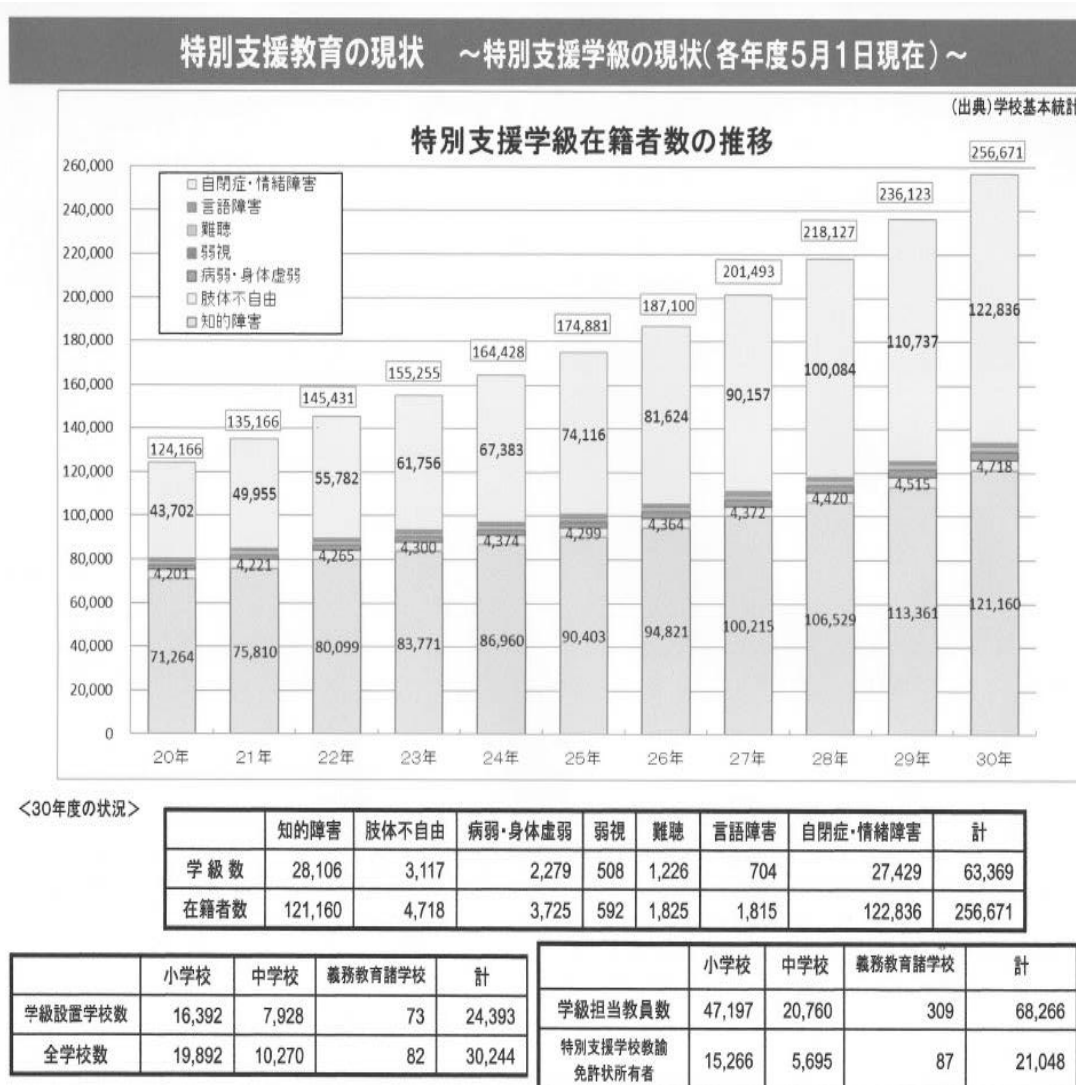 特別支援教育の現状 ～特別支援学級の現状(各年度5月1日現在)～
(出典)学校基本統計
特別支援学級在籍者数の推移
260,000
240,000
220,000
200,000
180,000
160,000
140,000
120,000
100,000
80,000
60,000
40,000
20,000
0
自閉症・情緒障害
言語障害
難聴
弱視
病弱・身体虚弱
肢体不自由
知的障害
124,166 135,166 145,431 155,255 164,428 174,881 187,100 201,493 218,127 236,123 256,671
43,702 49,955 55,782 61,756 67,383 74,116 81,624 90,157 100,084 110,737 122,836
4,201 4,221 4,265 4,300 4,374 4,299 4,364 4,372 4,420 4,515 4,718
71,264 75,810 80,099 83,771 86,960 90,403 94,821 100,215 106,529 113,361 121,160
20年 21年 22年 23年 24年 25年 26年 27年 28年 29年 30年
<30年度の状況>
知的障害 肢体不自由 病弱・身体虚弱 弱視 難聴 言語障害 自閉症・情緒障害 計
学級数 28,106 3,117 2,279 508 1,226 704 27,429 63,369
在籍者数 121,160 4,718 3,725 592 1,825 1,815 122,836 256,671
小学校 中学校 義務教育諸学校 計
学級設置学校数 16,392 7,928 73 24,393
全学校数 19,892 10,270 82 30,244
小学校 中学校 義務教育諸学校 計
学級担当教員数 47,197 20,760 309 68,266
特別支援学校教諭
免許状所有者 15,266 5,695 87 21,048